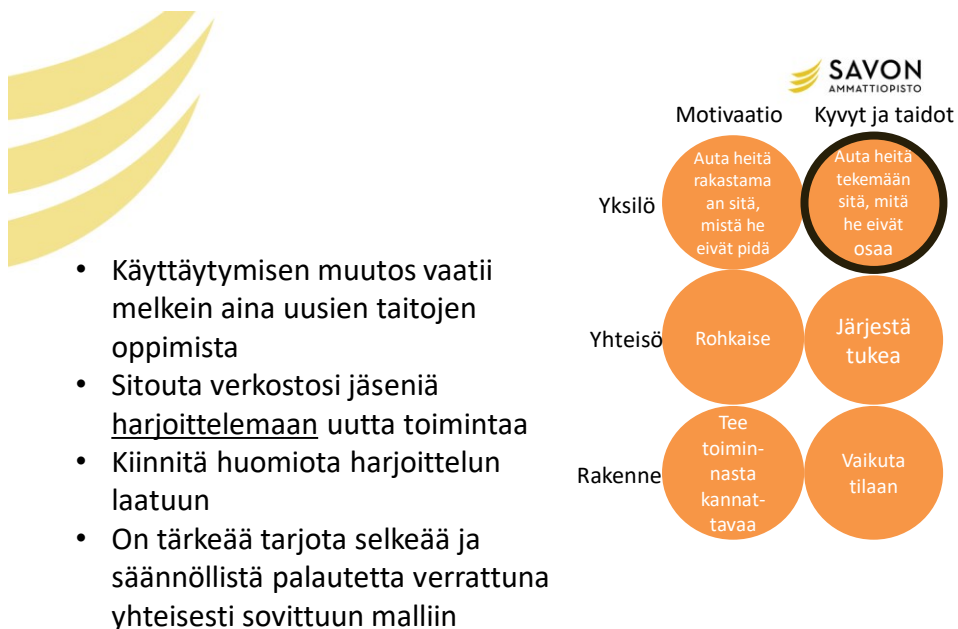 SAVON
AMMATTIOPISTO
Motivaatio Kyvyt ja taidot
Yksilö
Auta heitä
rakastama
an sitä,
mistä he
eivät pidä
Auta heitä
tekemään
sitä, mitä
he eivät
osaa
Yhteisö
Rohkaise
Järjestä
tukea
Rakenne
Tee
toimin-
nasta
kannat-
tavaa
Vaikuta
tilaan
• Käyttäytymisen muutos vaatii
melkein aina uusien taitojen
oppimista
• Sitouta verkostosi jäseniä
harjoittelemaan uutta toimintaa
• Kiinnitä huomiota harjoittelun
laatuun
• On tärkeää tarjota selkeää ja
säännöllistä palautetta verrattuna
yhteisesti sovittuun malliin